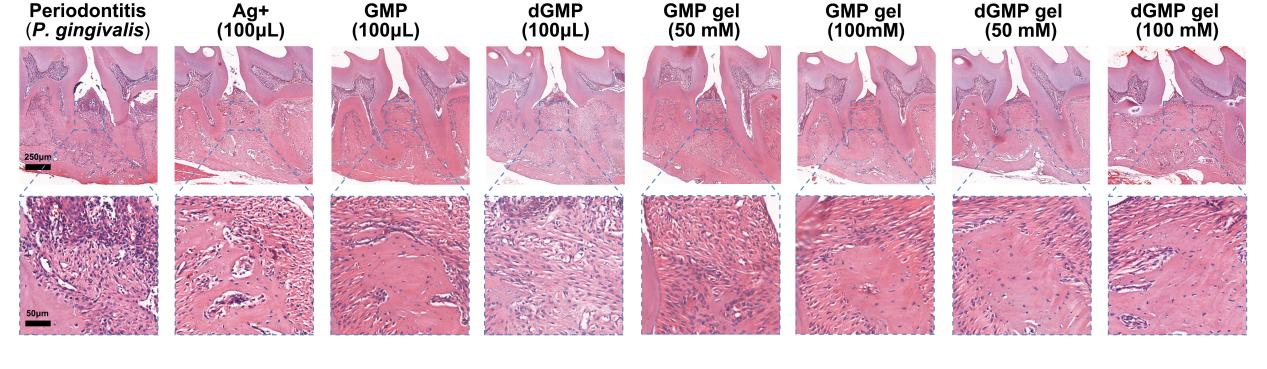 Periodontitis
(P. gingivalis)
Ag+
(100μL)
GMP
(100μL)
dGMP
(100μL)
GMP gel
(50 mM)
GMP gel
(100mM)
dGMP gel
(50 mM)
dGMP gel
(100 mM)
250μm
50μm